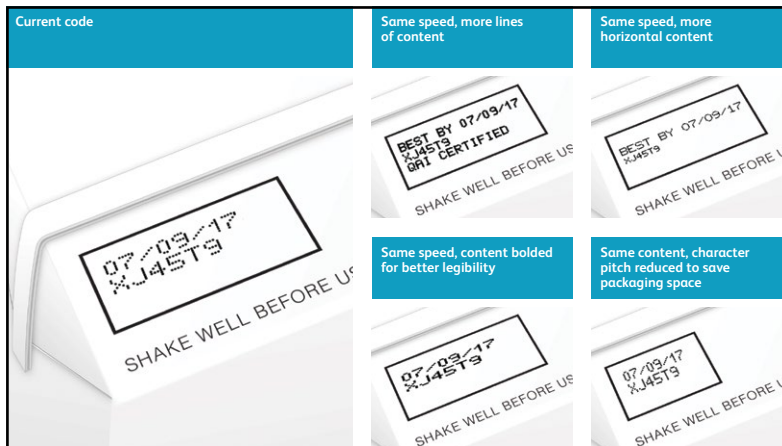 Current code
07/09/17
XJ45T9
SHAKE WELL BEFORE US
Same speed, more lines
of content
BEST BY 07/09/17
XJ45T9
QAI CERTIFIED
SHAKE WELL BEFORE US
Same speed, more
horizontal content
BEST BY 07/09/17
XJ45T9
SHAKE WELL BEFORE U
Same speed, content bolded
for better legibility
07/09/17
XJ45T9
SHAKE WELL BEFORE US
Same content, character
pitch reduced to save
packaging space
07/09/17
XJ45T9
SHAKE WELL BEFORE U